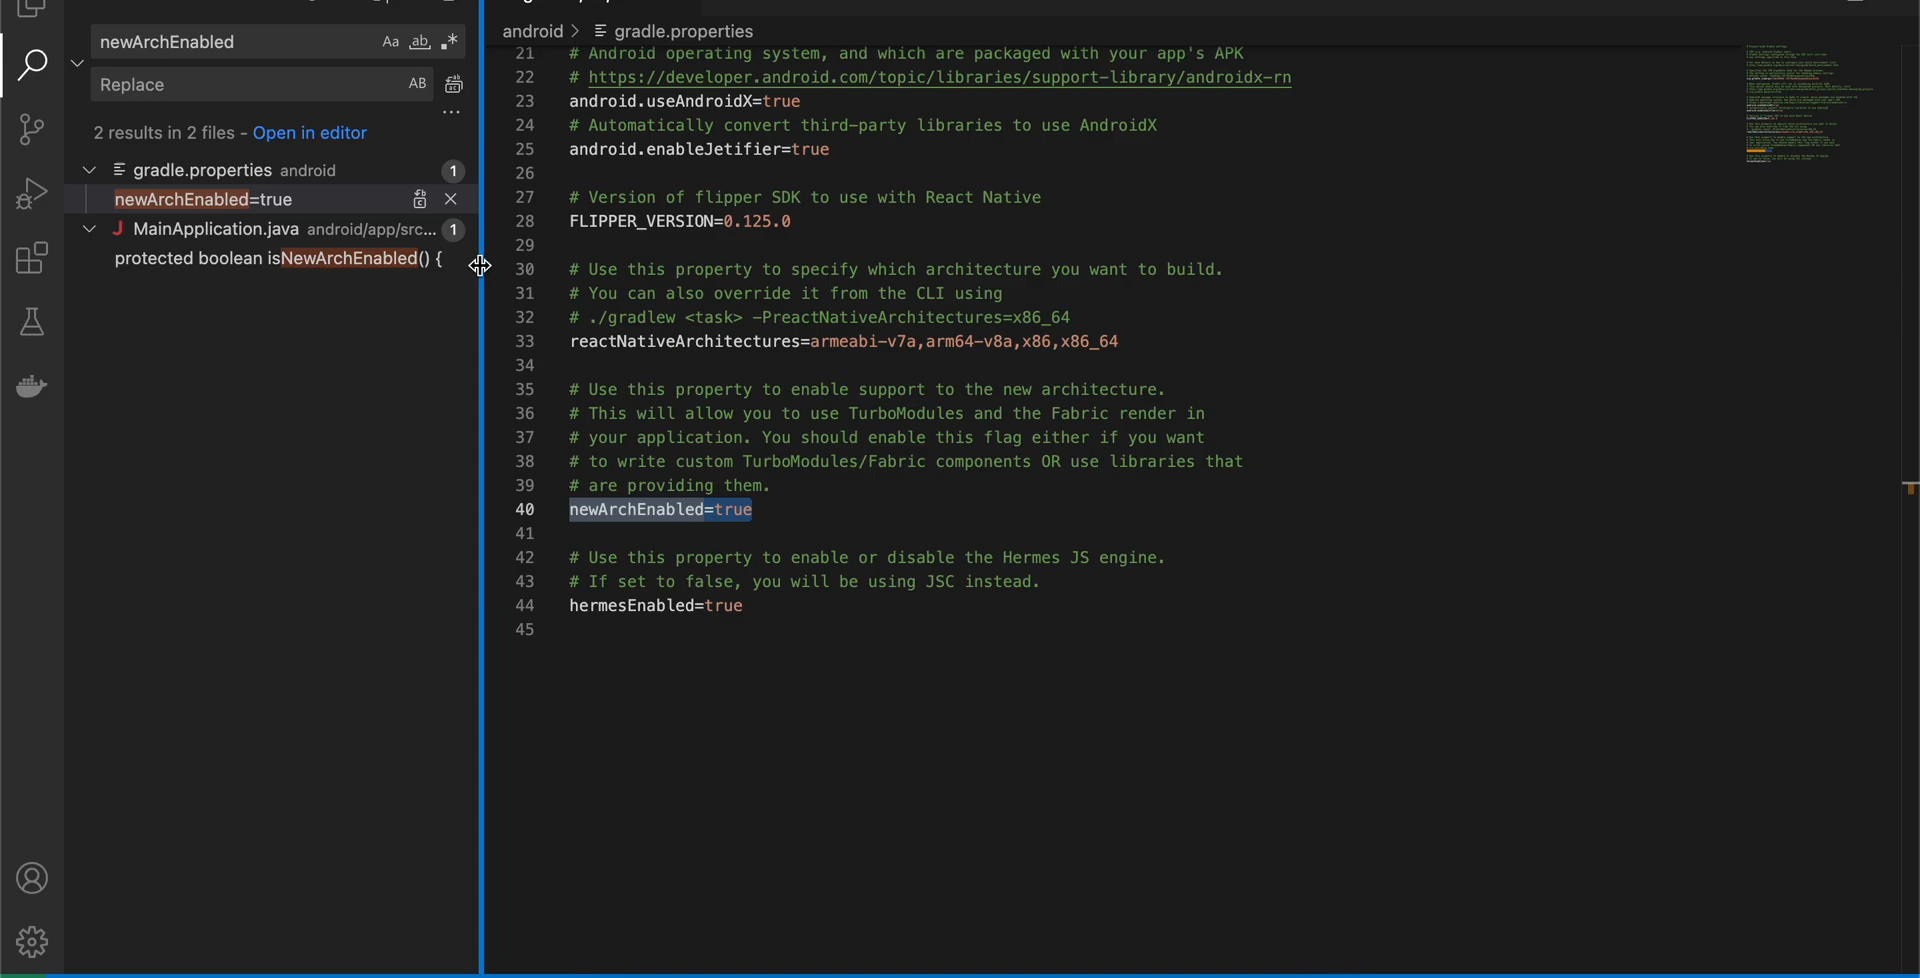 newArchEnabled
Aa ab .*
Replace
AB
...
2 results in 2 files - Open in editor
gradle.properties android 1
newArchEnabled=true
MainApplication.java android/app/src... 1
protected boolean isNewArchEnabled() {
android > gradle.properties
21 # Android operating system, and which are packaged with your app's APK
22 # https://developer.android.com/topic/libraries/support-library/androidx-rn
23 android.useAndroidX=true
24 # Automatically convert third-party libraries to use AndroidX
25 android.enableJetifier=true
26
27 # Version of flipper SDK to use with React Native
28 FLIPPER_VERSION=0.125.0
29
30 # Use this property to specify which architecture you want to build.
31 # You can also override it from the CLI using
32 # ./gradlew <task> -PreactNativeArchitectures=x86_64
33 reactNativeArchitectures=armeabi-v7a,arm64-v8a,x86,x86_64
34
35 # Use this property to enable support to the new architecture.
36 # This will allow you to use TurboModules and the Fabric render in
37 # your application. You should enable this flag either if you want
38 # to write custom TurboModules/Fabric components OR use libraries that
39 # are providing them.
40 newArchEnabled=true
41
42 # Use this property to enable or disable the Hermes JS engine.
43 # If set to false, you will be using JSC instead.
44 hermesEnabled=true
45